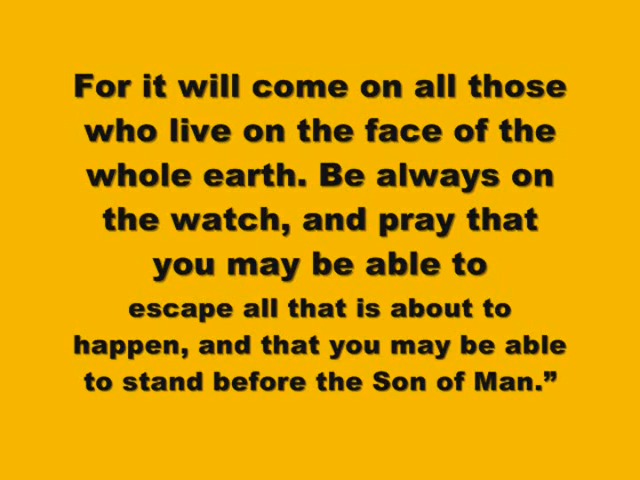 For it will come on all those
who live on the face of the
whole earth. Be always on
the watch, and pray that
you may be able to
escape all that is about to
happen, and that you may be able
to stand before the Son of Man.”